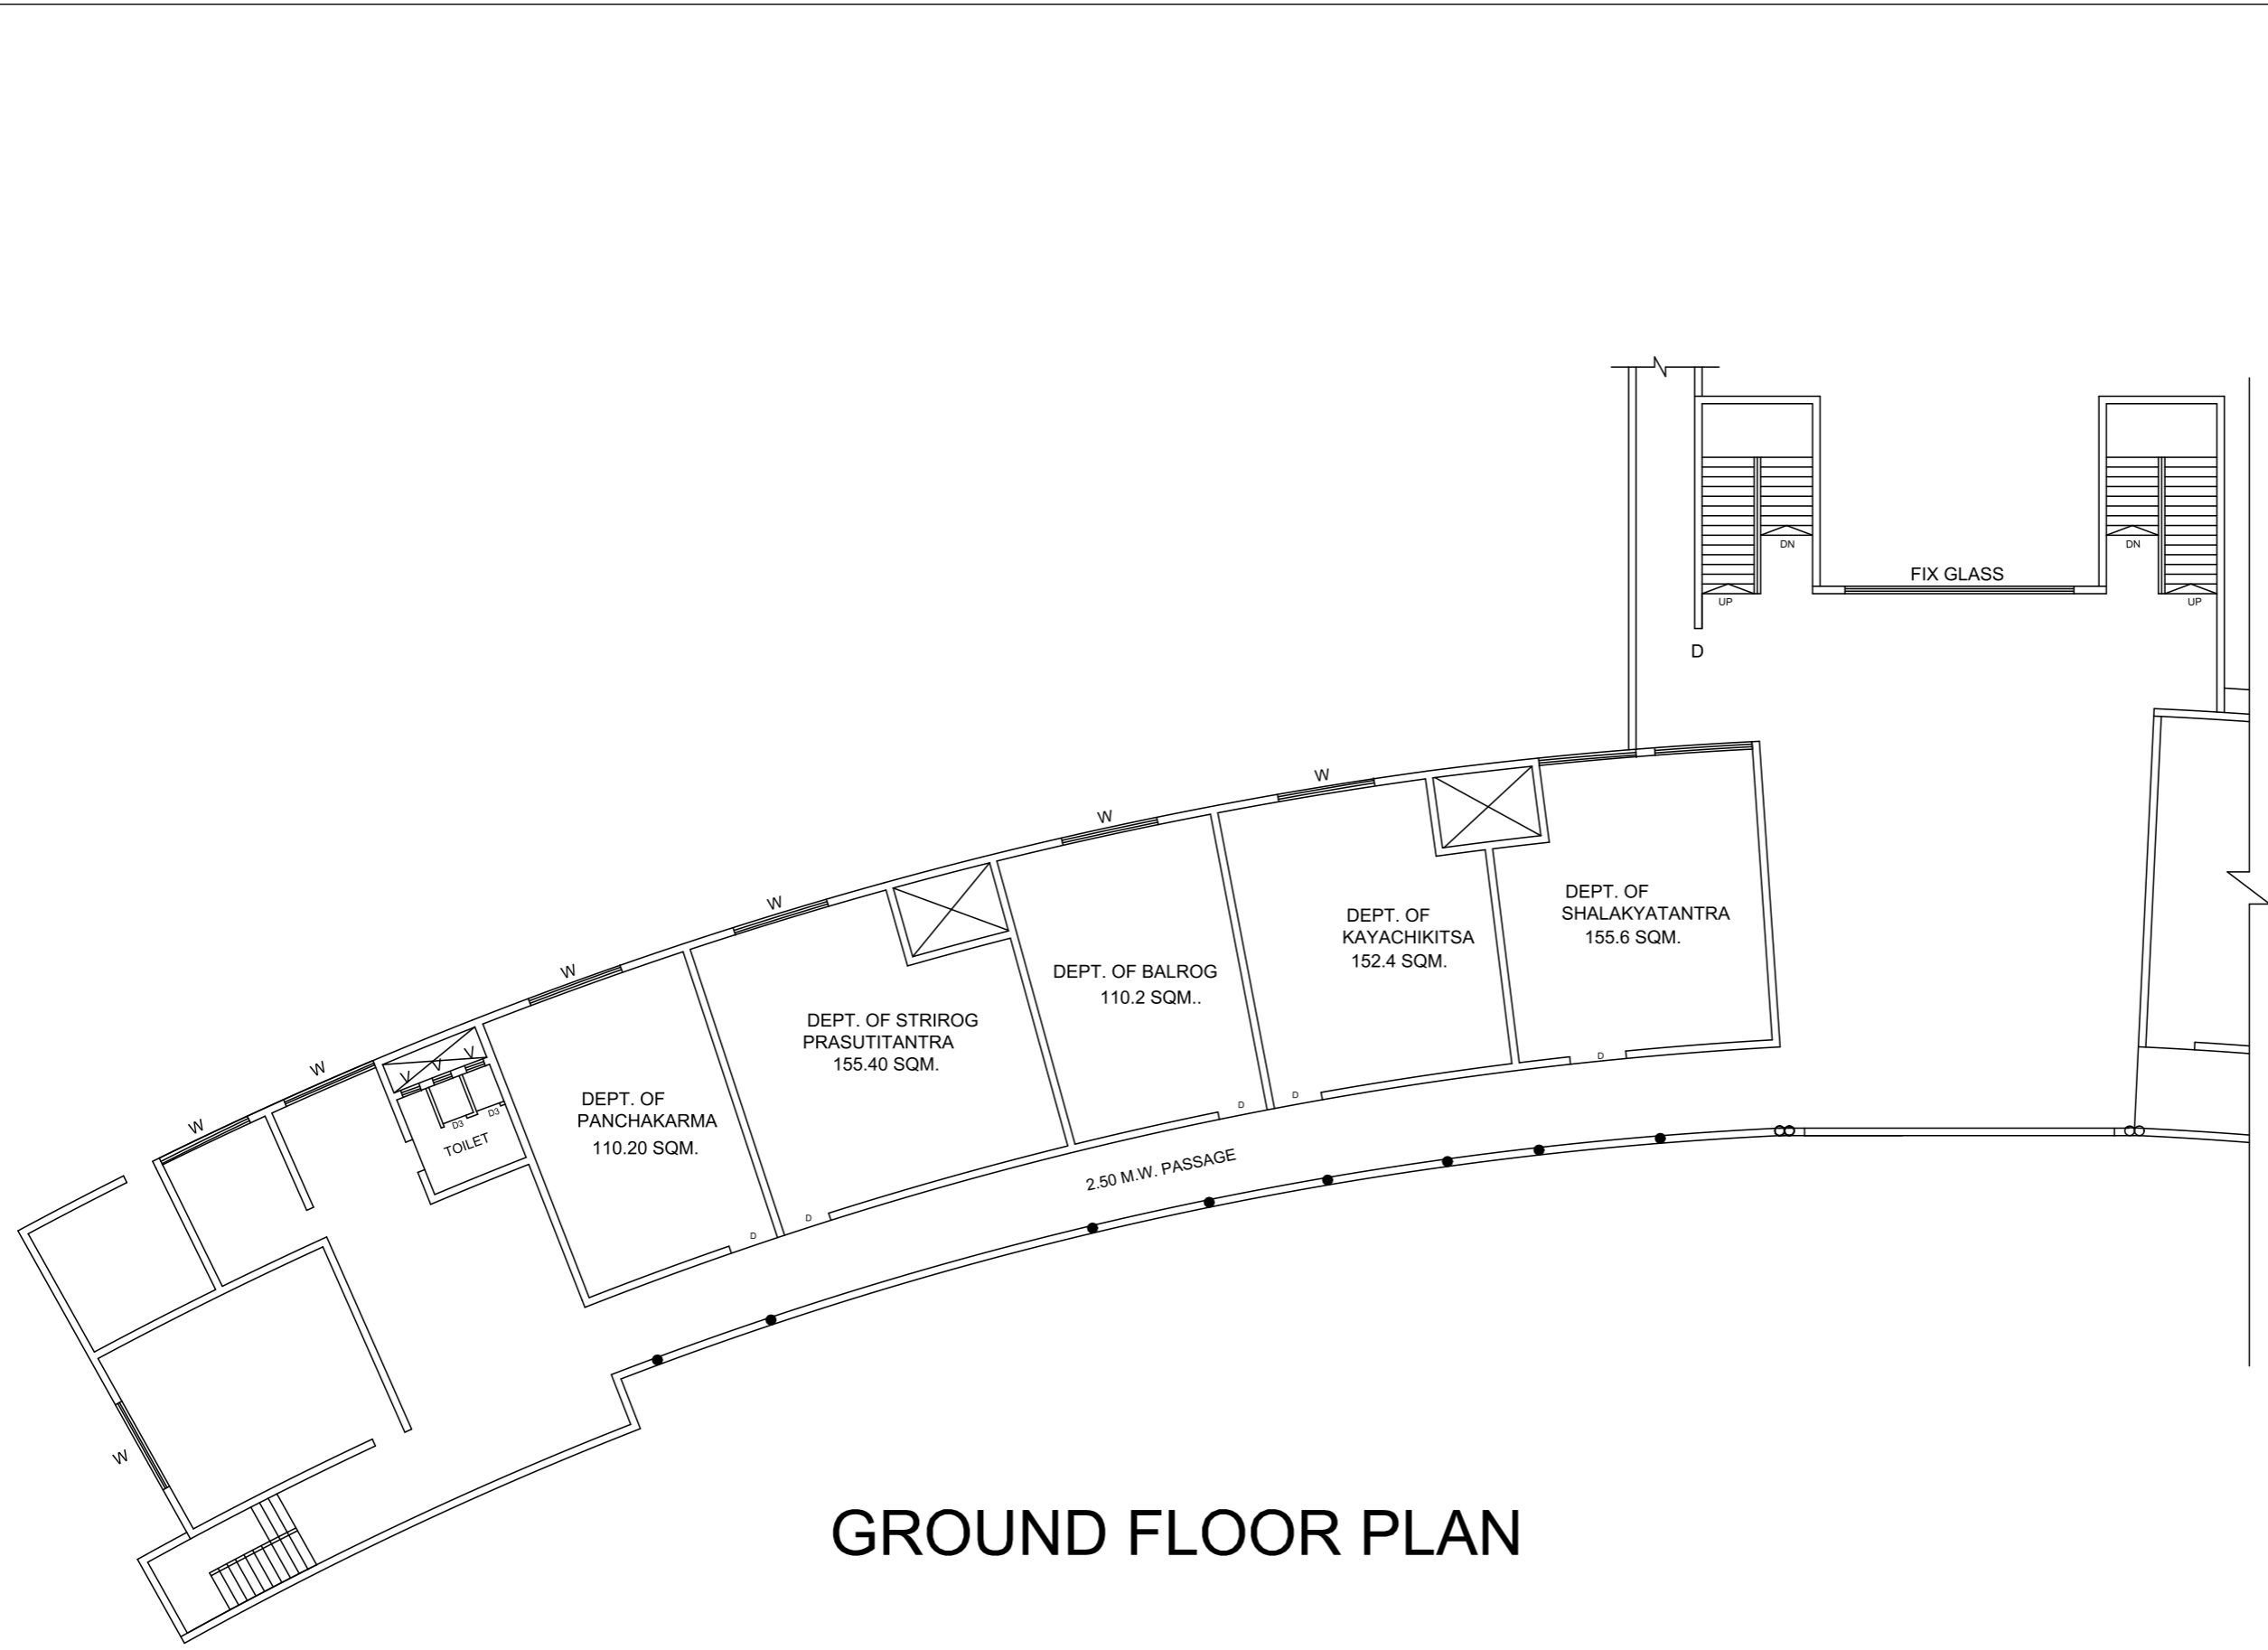 FIX GLASS
DN
DN
UP
UP
D
W
W
W
W
W
W
W
W
V
V
V
D3
D3
TOILET
DEPT. OF
PANCHAKARMA
110.20 SQM.
DEPT. OF STRIROG
PRASUTITANTRA
155.40 SQM.
DEPT. OF BALROG
110.2 SQM..
DEPT. OF
KAYACHIKITSA
152.4 SQM.
DEPT. OF
SHALAKYATANTRA
155.6 SQM.
D
D
D
D
D
2.50 M.W. PASSAGE
GROUND FLOOR PLAN